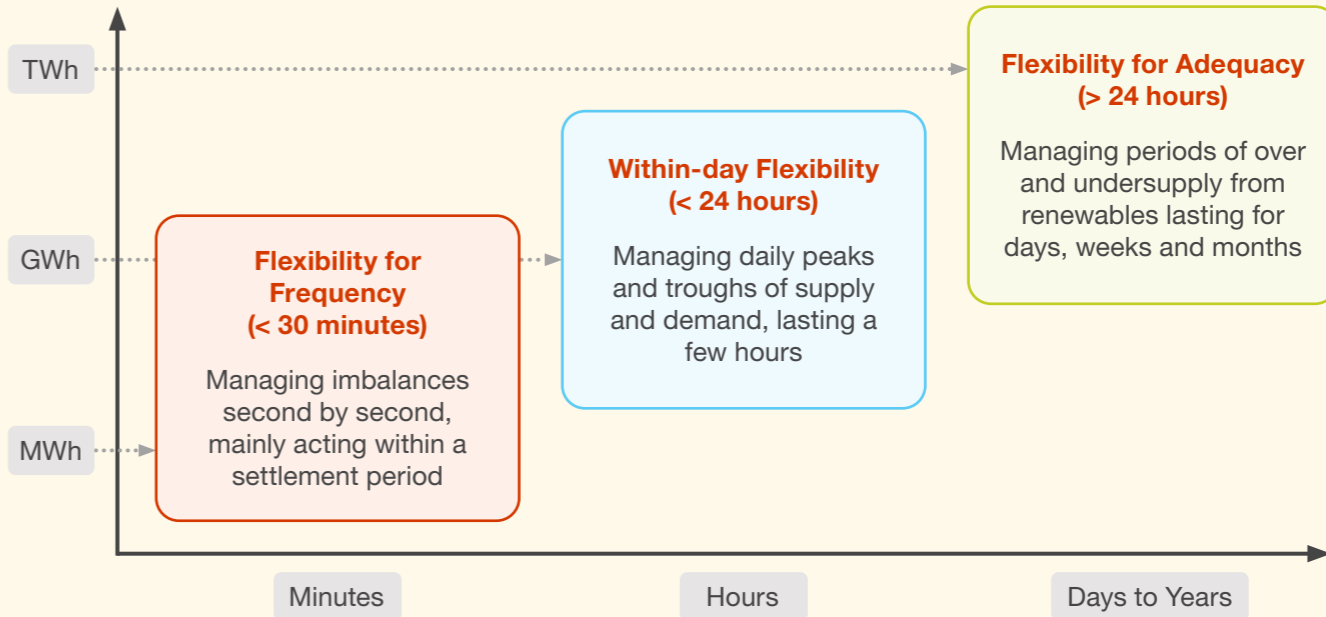 TWh
Flexibility for Adequacy
(> 24 hours)
Managing periods of over
and undersupply from
renewables lasting for
days, weeks and months
Within-day Flexibility
(< 24 hours)
Managing daily peaks
and troughs of supply
and demand, lasting a
few hours
GWh
Flexibility for
Frequency
(< 30 minutes)
Managing imbalances
second by second,
mainly acting within a
settlement period
MWh
Minutes
Hours
Days to Years